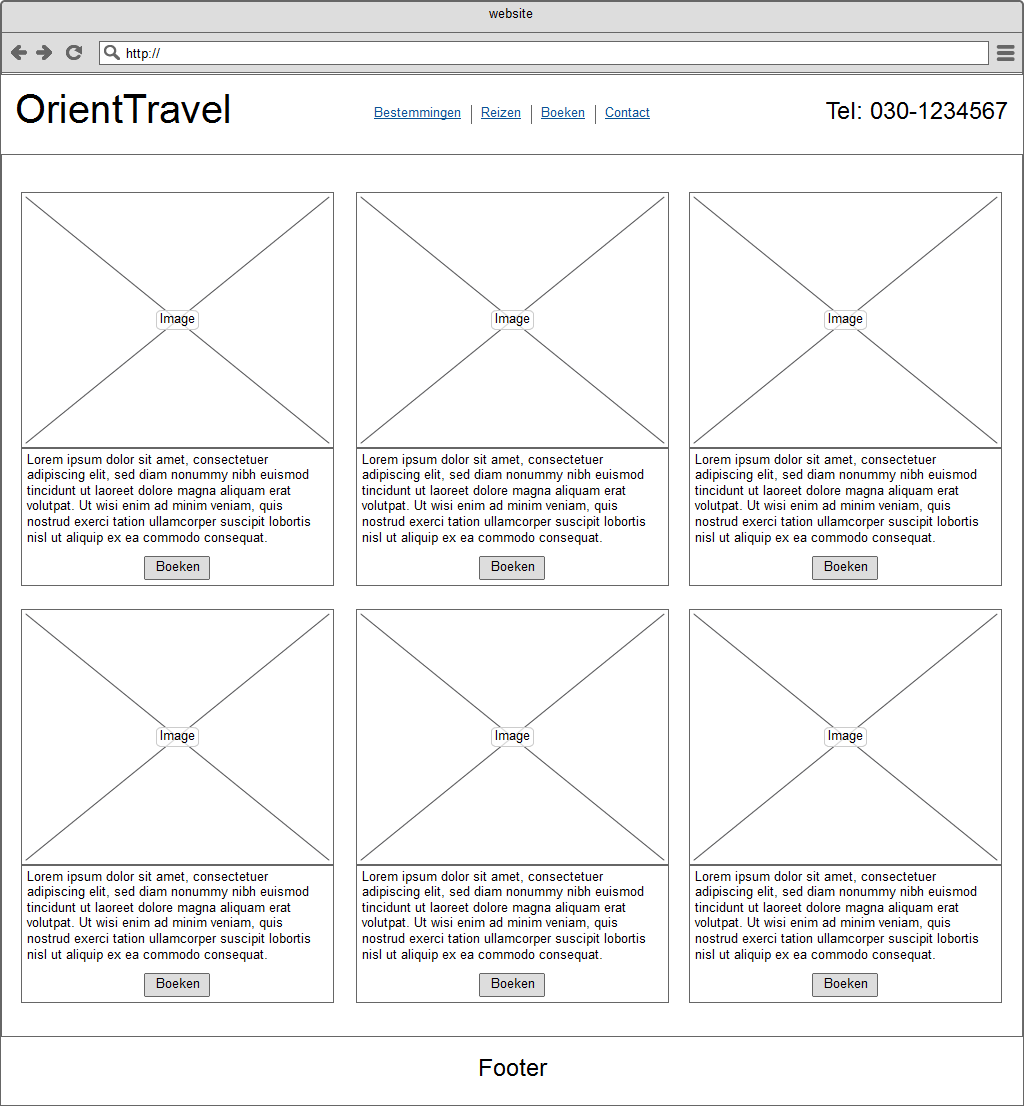 website
http://
OrientTravel
Bestemmingen Reizen Boeken Contact
Tel: 030-1234567
Image
Image
Image
Lorem ipsum dolor sit amet, consectetuer
adipiscing elit, sed diam nonummy nibh euismod
tincidunt ut laoreet dolore magna aliquam erat
volutpat. Ut wisi enim ad minim veniam, quis
nostrud exerci tation ullamcorper suscipit lobortis
nisl ut aliquip ex ea commodo consequat.
Boeken
Lorem ipsum dolor sit amet, consectetuer
adipiscing elit, sed diam nonummy nibh euismod
tincidunt ut laoreet dolore magna aliquam erat
volutpat. Ut wisi enim ad minim veniam, quis
nostrud exerci tation ullamcorper suscipit lobortis
nisl ut aliquip ex ea commodo consequat.
Boeken
Lorem ipsum dolor sit amet, consectetuer
adipiscing elit, sed diam nonummy nibh euismod
tincidunt ut laoreet dolore magna aliquam erat
volutpat. Ut wisi enim ad minim veniam, quis
nostrud exerci tation ullamcorper suscipit lobortis
nisl ut aliquip ex ea commodo consequat.
Boeken
Image
Image
Image
Lorem ipsum dolor sit amet, consectetuer
adipiscing elit, sed diam nonummy nibh euismod
tincidunt ut laoreet dolore magna aliquam erat
volutpat. Ut wisi enim ad minim veniam, quis
nostrud exerci tation ullamcorper suscipit lobortis
nisl ut aliquip ex ea commodo consequat.
Boeken
Lorem ipsum dolor sit amet, consectetuer
adipiscing elit, sed diam nonummy nibh euismod
tincidunt ut laoreet dolore magna aliquam erat
volutpat. Ut wisi enim ad minim veniam, quis
nostrud exerci tation ullamcorper suscipit lobortis
nisl ut aliquip ex ea commodo consequat.
Boeken
Lorem ipsum dolor sit amet, consectetuer
adipiscing elit, sed diam nonummy nibh euismod
tincidunt ut laoreet dolore magna aliquam erat
volutpat. Ut wisi enim ad minim veniam, quis
nostrud exerci tation ullamcorper suscipit lobortis
nisl ut aliquip ex ea commodo consequat.
Boeken
Footer